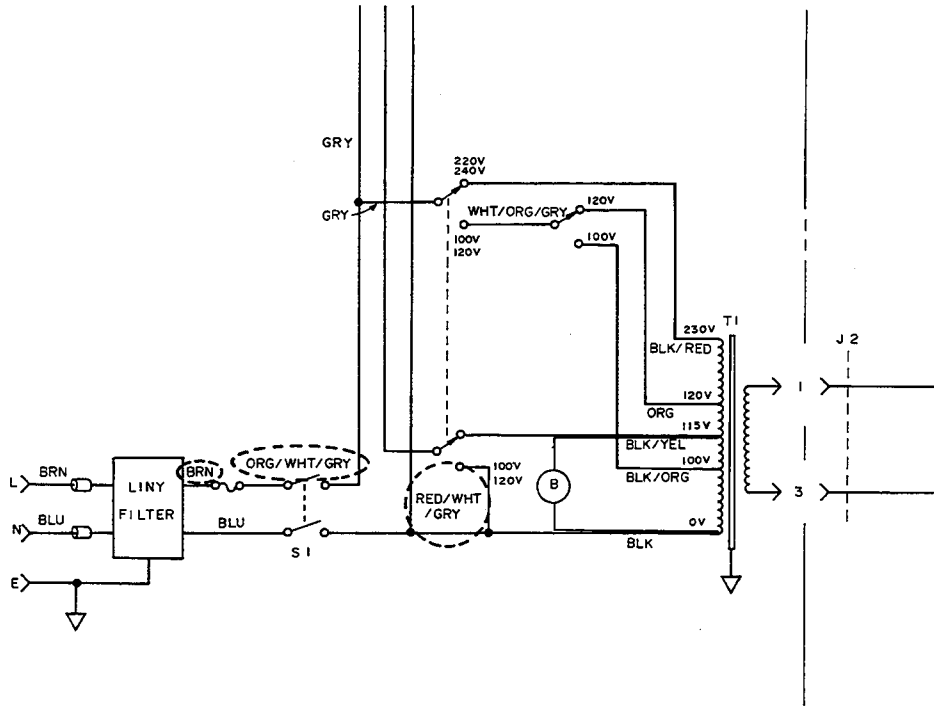 GRY
220V
240V
GRY
WHT/ORG/GRY
120V
100V
120V
100V
230V
T1
BLK/RED
J2
120V
1
ORG
115V
BLK/YEL
ORG/WHT/GRY
BRN
100V
L
BRN
LINY
FILTER
100V
120V
BLK/ORG
B
3
RED/WHT
/GRY
N
BLU
BLU
0V
S1
BLK
E